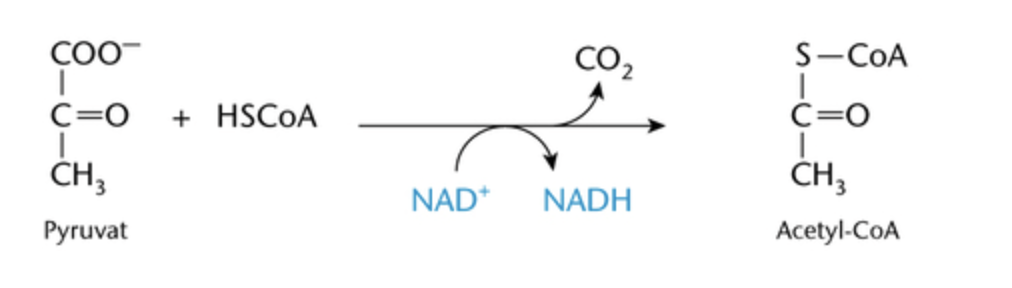 COO⁻
C=O + HSCoA
CH₃
Pyruvat
CO₂
NAD⁺ NADH
S—CoA
C=O
CH₃
Acetyl-CoA